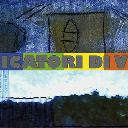 ICATORI DI V